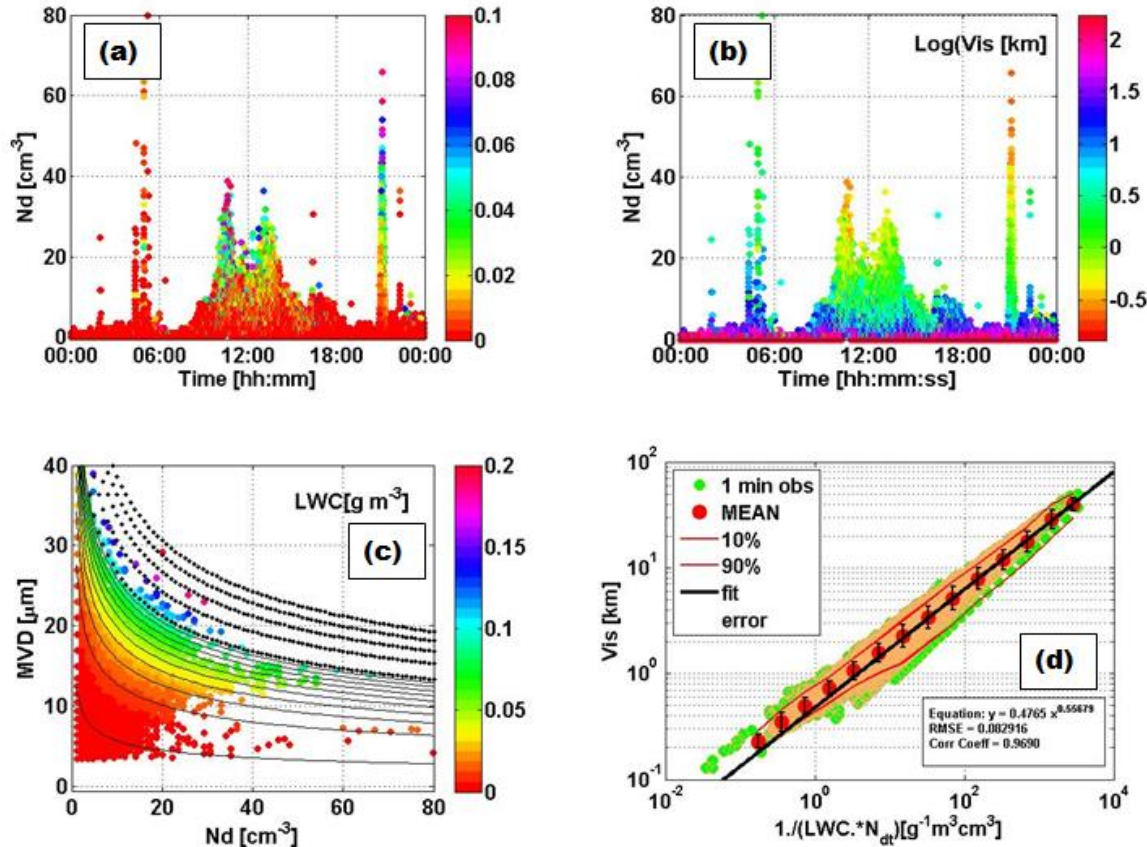 (a)
80
60
40
20
0
Nd [cm-3]
00:00 06:00 12:00 18:00 00:00
Time [hh:mm]
0.1
0.08
0.06
0.04
0.02
0
(b)
Log(Vis [km]
80
60
40
20
0
Nd [cm-3]
00:00 06:00 12:00 18:00 00:00
Time [hh:mm:ss]
2
1.5
1
0.5
0
-0.5
(c)
LWC[g m-3]
40
30
20
10
0
MVD [µm]
0 20 40 60 80
Nd [cm-3]
0.2
0.15
0.1
0.05
0
(d)
1 min obs
MEAN
10%
90%
fit
error
10^2
10^1
10^0
10^-1
Vis [km]
Equation: y = 0.4765 x^0.55679
RMSE = 0.082916
Corr Coeff = 0.9690
10^-2 10^0 10^2 10^4
1./(LWC.*Ndt)[g-1m3cm3]